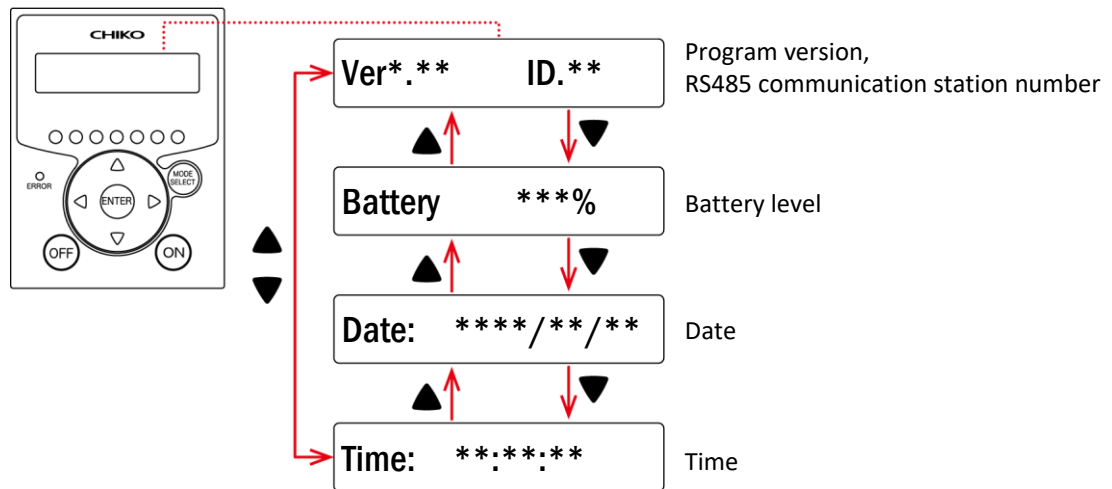 CHIKO
ERROR
MODE
SELECT
ENTER
OFF
ON
Ver*.** ID.**
Program version,
RS485 communication station number
Battery ***%
Battery level
Date: ****/**/**
Date
Time: **:**:**
Time